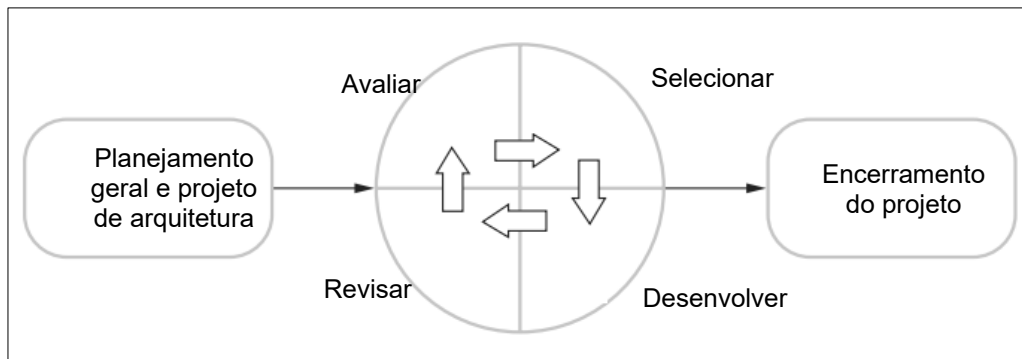 Avaliar
Selecionar
Planejamento
geral e projeto
de arquitetura
Encerramento
do projeto
Revisar
Desenvolver